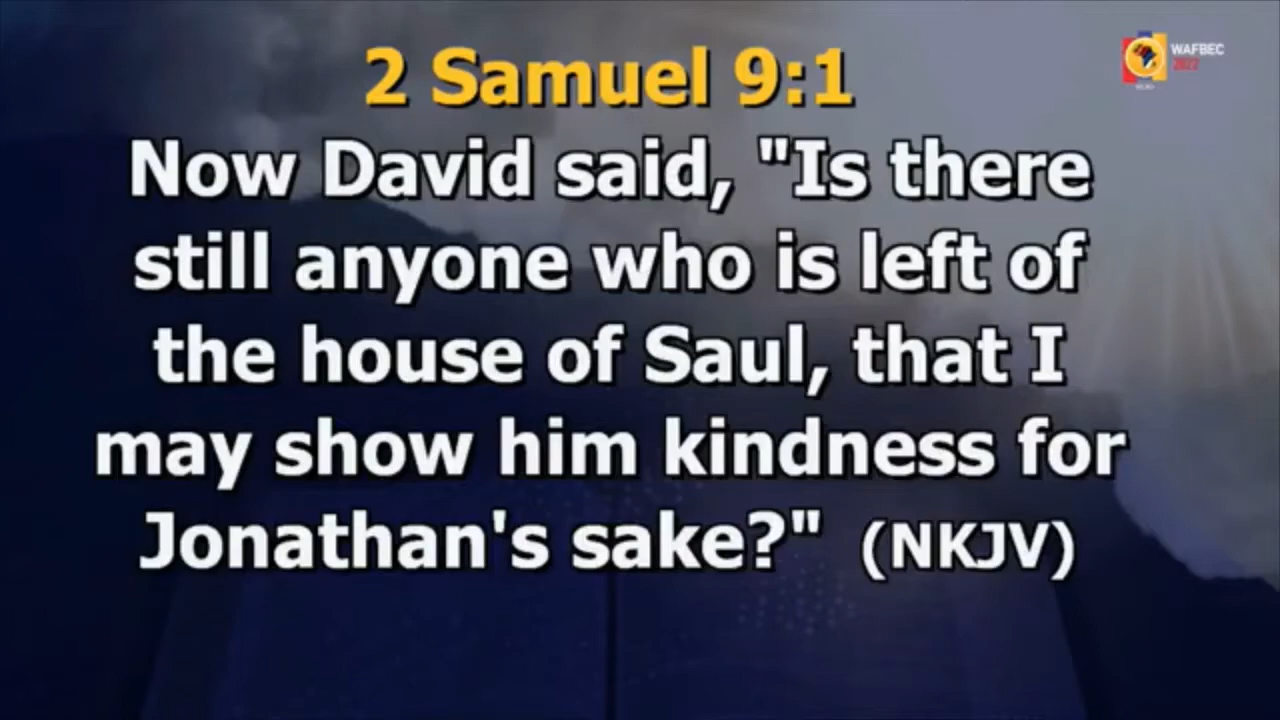 2 Samuel 9:1
WAFBEC
2022
Now David said, "Is there
still anyone who is left of
the house of Saul, that I
may show him kindness for
Jonathan's sake?" (NKJV)